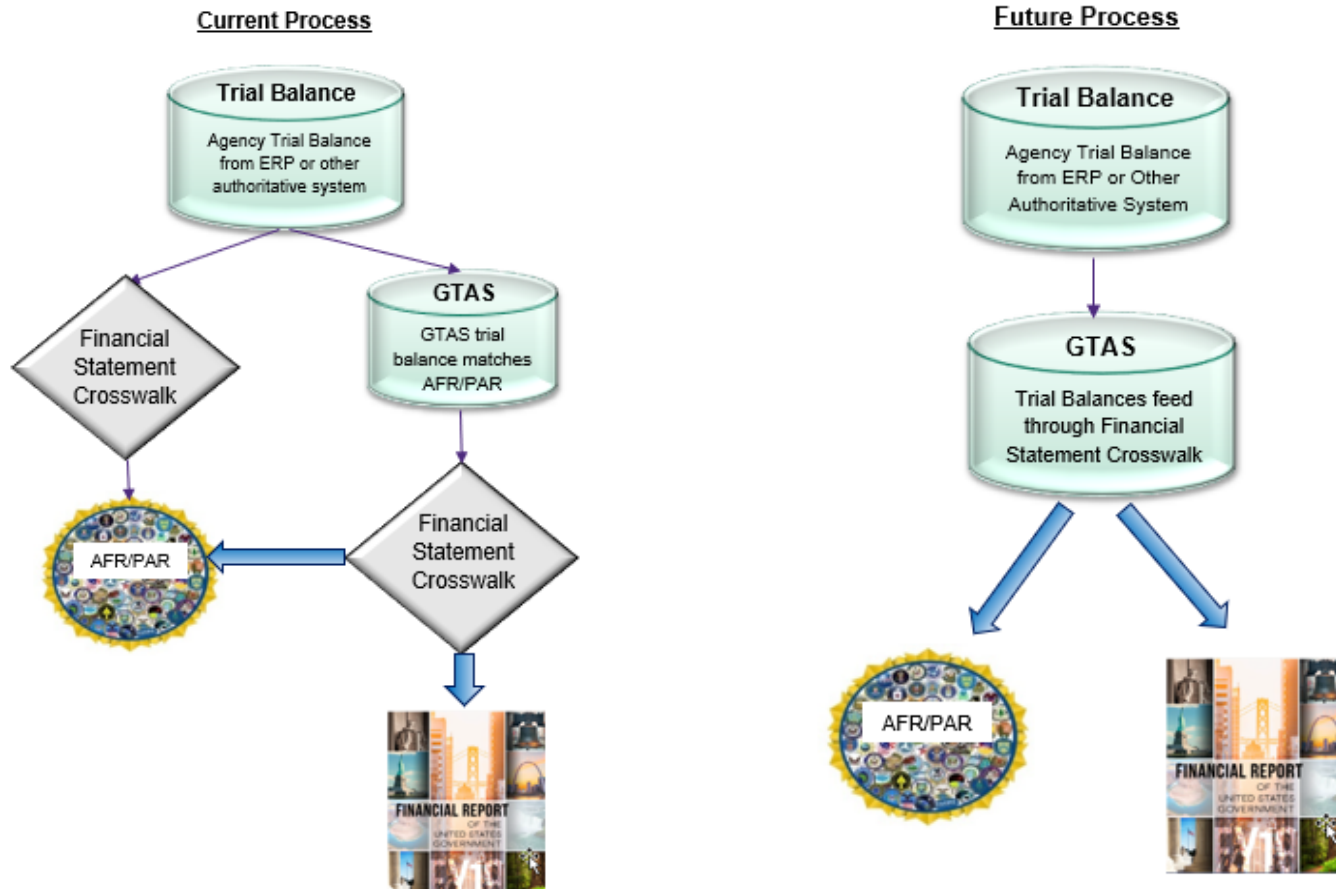 Current Process
Trial Balance
Agency Trial Balance
from ERP or other
authoritative system
Financial
Statement
Crosswalk
GTAS
GTAS trial
balance matches
AFR/PAR
AFR/PAR
Financial
Statement
Crosswalk
FINANCIAL REPORT
OF THE
UNITED STATES
GOVERNMENT
Future Process
Trial Balance
Agency Trial Balance
from ERP or Other
Authoritative System
GTAS
Trial Balances feed
through Financial
Statement Crosswalk
AFR/PAR
FINANCIAL REPORT
OF THE
UNITED STATES
GOVERNMENT